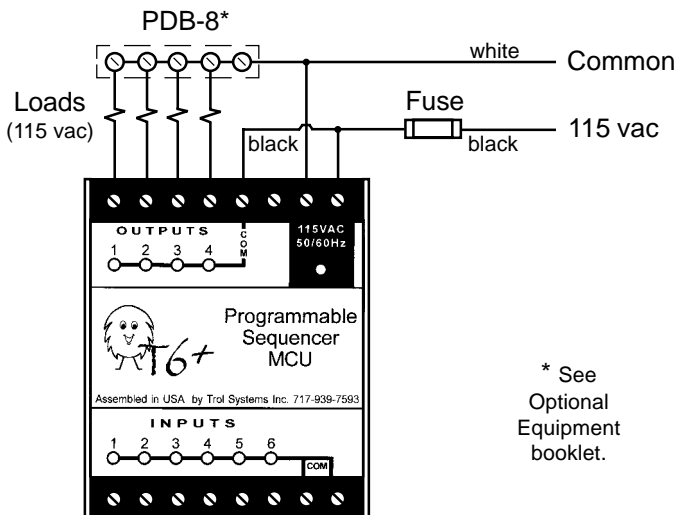 PDB-8*
white
Common
Loads
(115 vac)
Fuse
black
black
115 vac
OUTPUTS
1 2 3 4
COM
115VAC
50/60Hz
T6+
Programmable
Sequencer
MCU
Assembled in USA by Trol Systems Inc. 717-939-7593
INPUTS
1 2 3 4 5 6
COM
* See
Optional
Equipment
booklet.